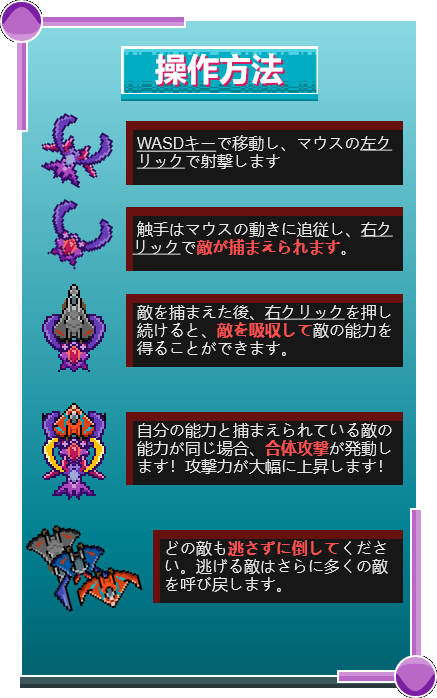 操作方法
WASDキーで移動し、マウスの左ク
リックで射撃します
触手はマウスの動きに追従し、右ク
リックで敵が捕まえられます。
敵を捕まえた後、右クリックを押し
続けると、敵を吸収して敵の能力を
得ることができます。
自分の能力と捕まえられている敵の
能力が同じ場合、合体攻撃が発動し
ます！攻撃力が大幅に上昇します！
どの敵も逃さずに倒してくださ
い。逃げる敵はさらに多くの敵
を呼び戻します。